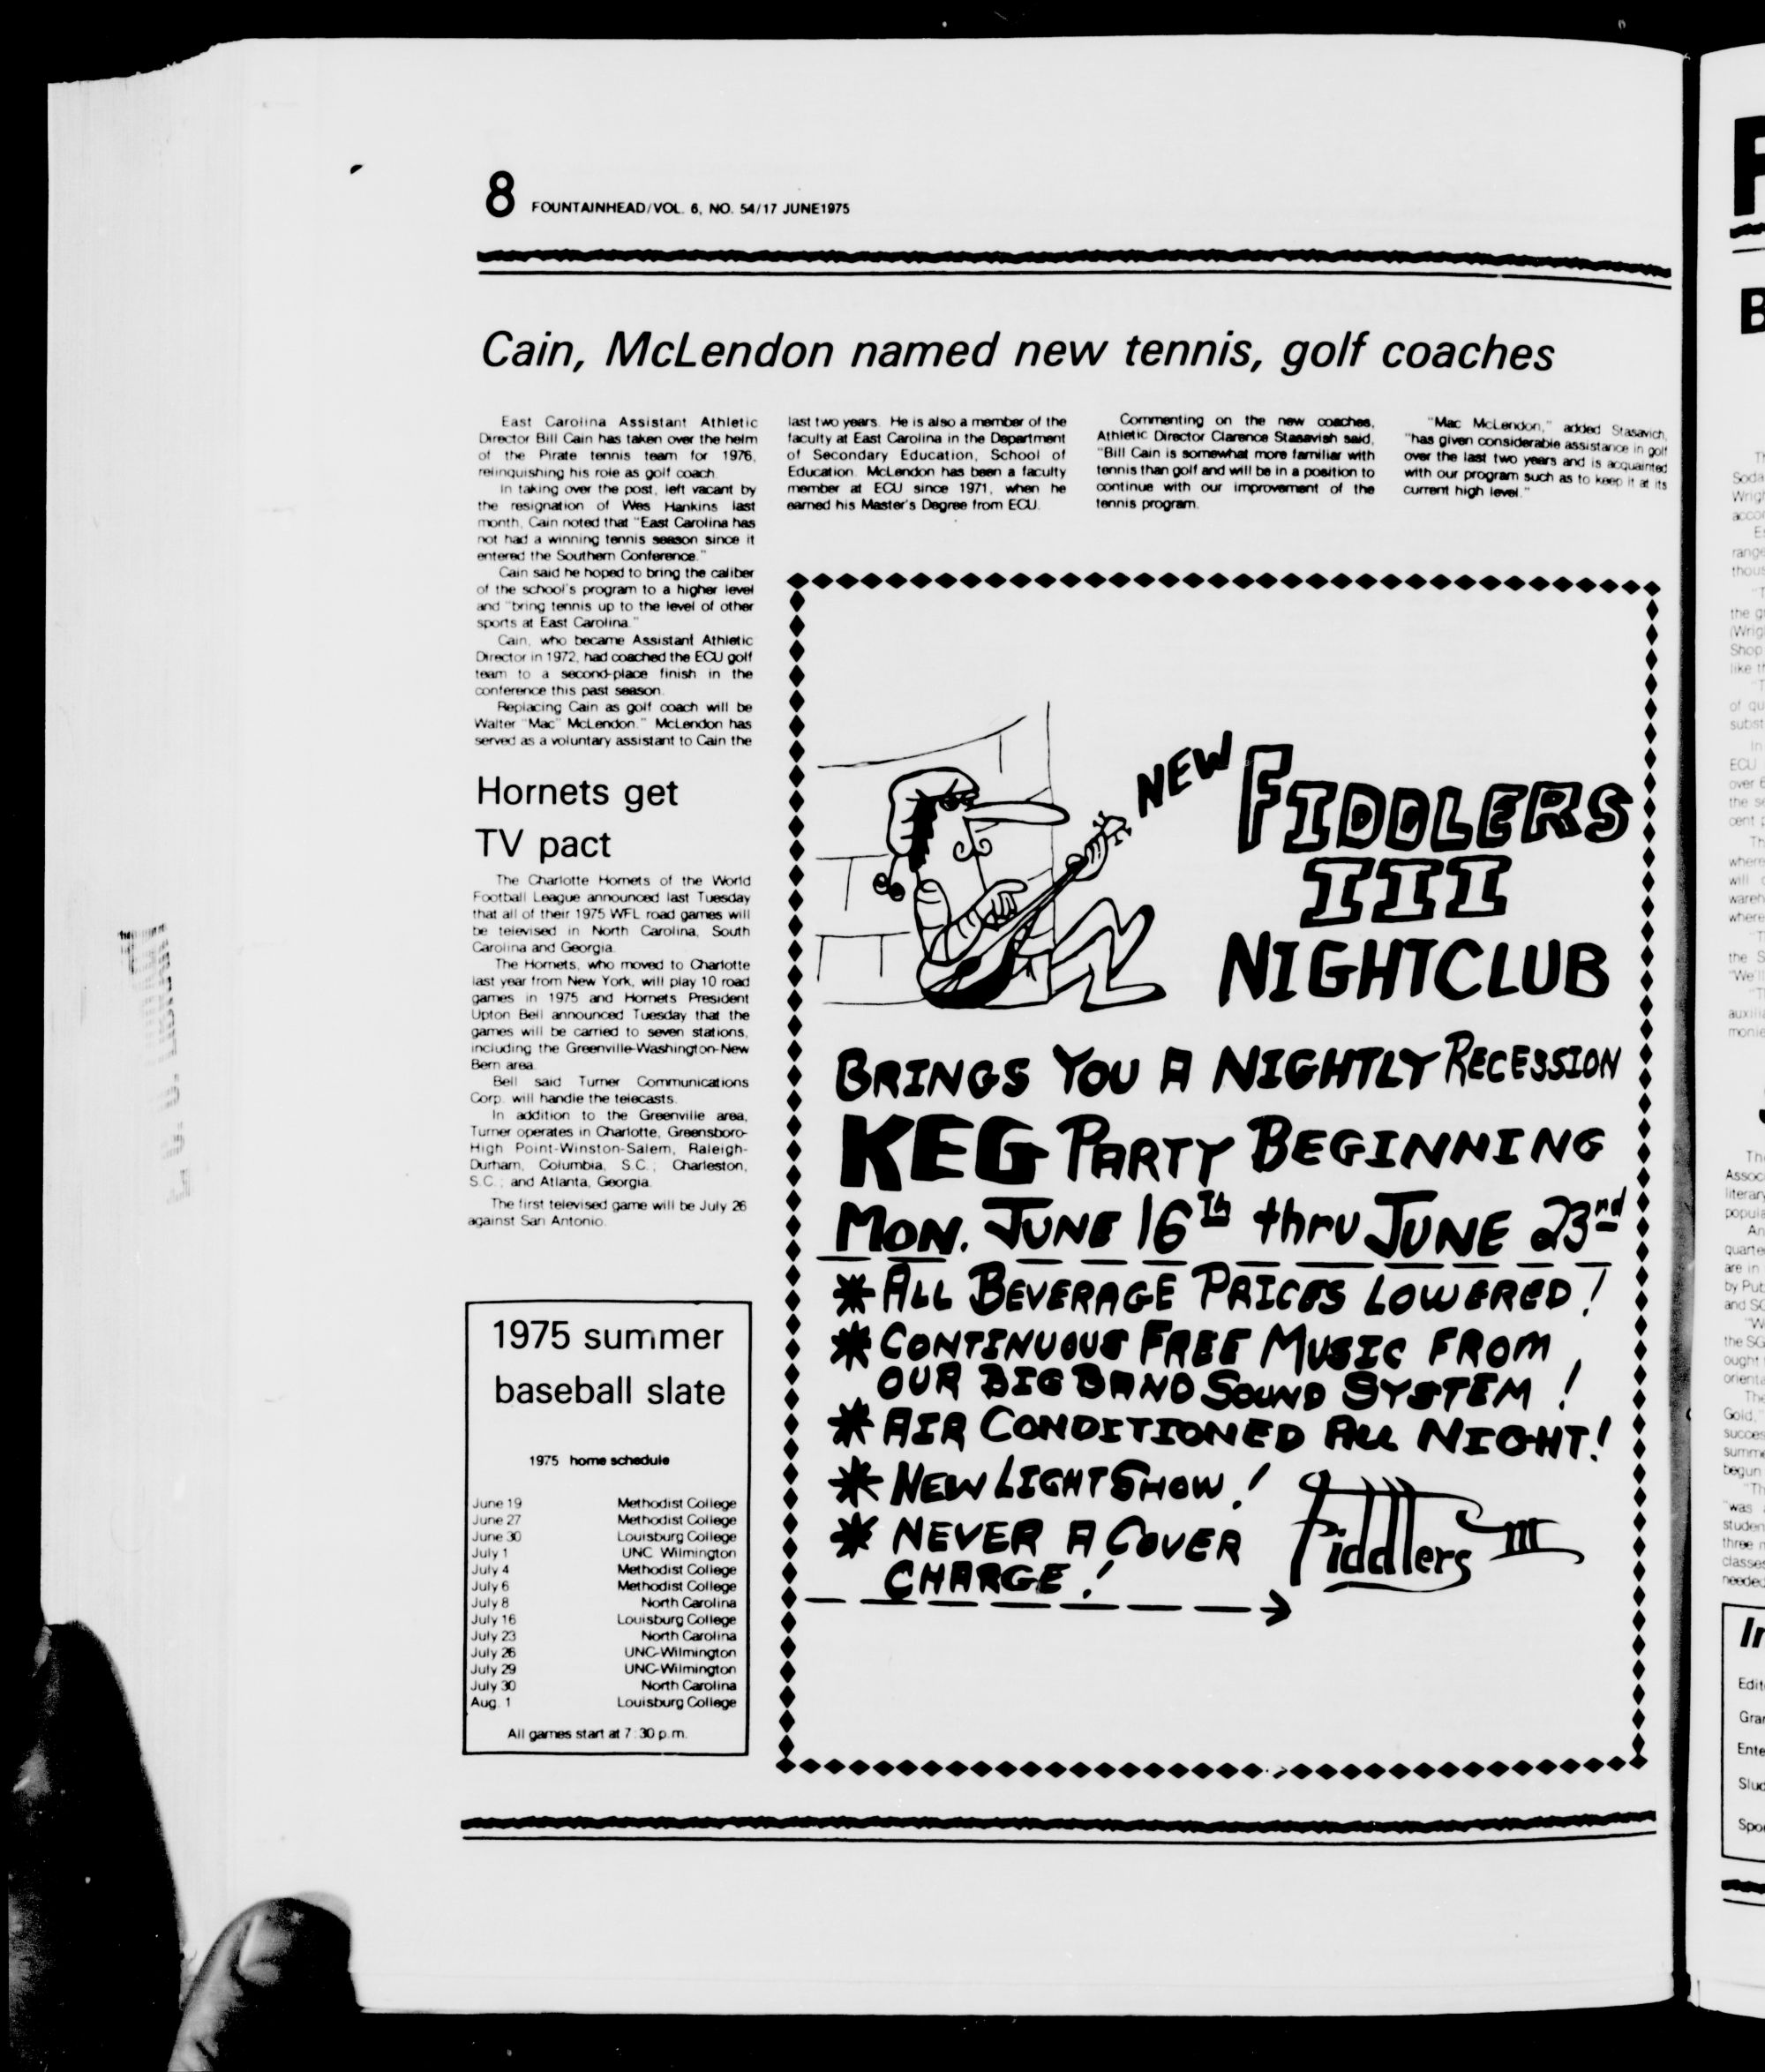 8 FOUNTAINHEAD/VOL. 6, NO. 54/17 JUNE1975
Cain, McLendon named new tennis, golf coaches
East Carolina Assistant Athletic
Director Bill Cain has taken over the helm
of the Pirate tennis team for 1976,
relinquishing his role as golf coach.
In taking over the post, left vacant by
the resignation of Wes Hankins last
month, Cain noted that "East Carolina has
not had a winning tennis season since it
entered the Southern Conference."
Cain said he hoped to bring the caliber
of the school's program to a higher level
and "bring tennis up to the level of other
sports at East Carolina."
Cain, who became Assistant Athletic
Director in 1972, had coached the ECU golf
team to a second-place finish in the
conference this past season.
Replacing Cain as golf coach will be
Walter "Mac" McLendon." McLendon has
served as a voluntary assistant to Cain the
last two years. He is also a member of the
faculty at East Carolina in the Department
of Secondary Education, School of
Education. McLendon has been a faculty
member at ECU since 1971, when he
earned his Master's Degree from ECU.
Commenting on the new coaches,
Athletic Director Clarence Stasavish said,
"Bill Cain is somewhat more familiar with
tennis than golf and will be in a position to
continue with our improvement of the
tennis program.
"Mac McLendon," added Stasavich,
"has given considerable assistance in golf
over the last two years and is acquainted
with our program such as to keep it at its
current high level."
Hornets get
TV pact
The Charlotte Hornets of the World
Football League announced last Tuesday
that all of their 1975 WFL road games will
be televised in North Carolina, South
Carolina and Georgia.
The Hornets, who moved to Charlotte
last year from New York, will play 10 road
games in 1975 and Hornets President
Upton Bell announced Tuesday that the
games will be carried to seven stations,
including the Greenville-Washington-New
Bern area.
Bell said Turner Communications
Corp. will handle the telecasts.
In addition to the Greenville area,
Turner operates in Charlotte, Greensboro-
High Point-Winston-Salem, Raleigh-
Durham, Columbia, S.C.; Charleston,
S.C.; and Atlanta, Georgia.
The first televised game will be July 26
against San Antonio.
1975 summer
baseball slate
1975 home schedule
June 19 Methodist College
June 27 Methodist College
June 30 Louisburg College
July 1 UNC Wilmington
July 4 Methodist College
July 6 Methodist College
July 8 North Carolina
July 16 Louisburg College
July 23 North Carolina
July 26 UNC-Wilmington
July 29 UNC-Wilmington
July 30 North Carolina
Aug. 1 Louisburg College
All games start at 7:30 p.m.
NEW FIDDLERS
III
NIGHTCLUB
BRINGS YOU A NIGHTLY RECESSION
KEG PARTY BEGINNING
MON. JUNE 16th thru JUNE 23nd
* ALL BEVERAGE PRICES LOWERED!
* CONTINUOUS FREE MUSIC FROM
OUR BIG BAND SOUND SYSTEM!
* AIR CONDITIONED ALL NIGHT!
* NEW LIGHT SHOW!
* NEVER A COVER
CHARGE!
Fiddlers III